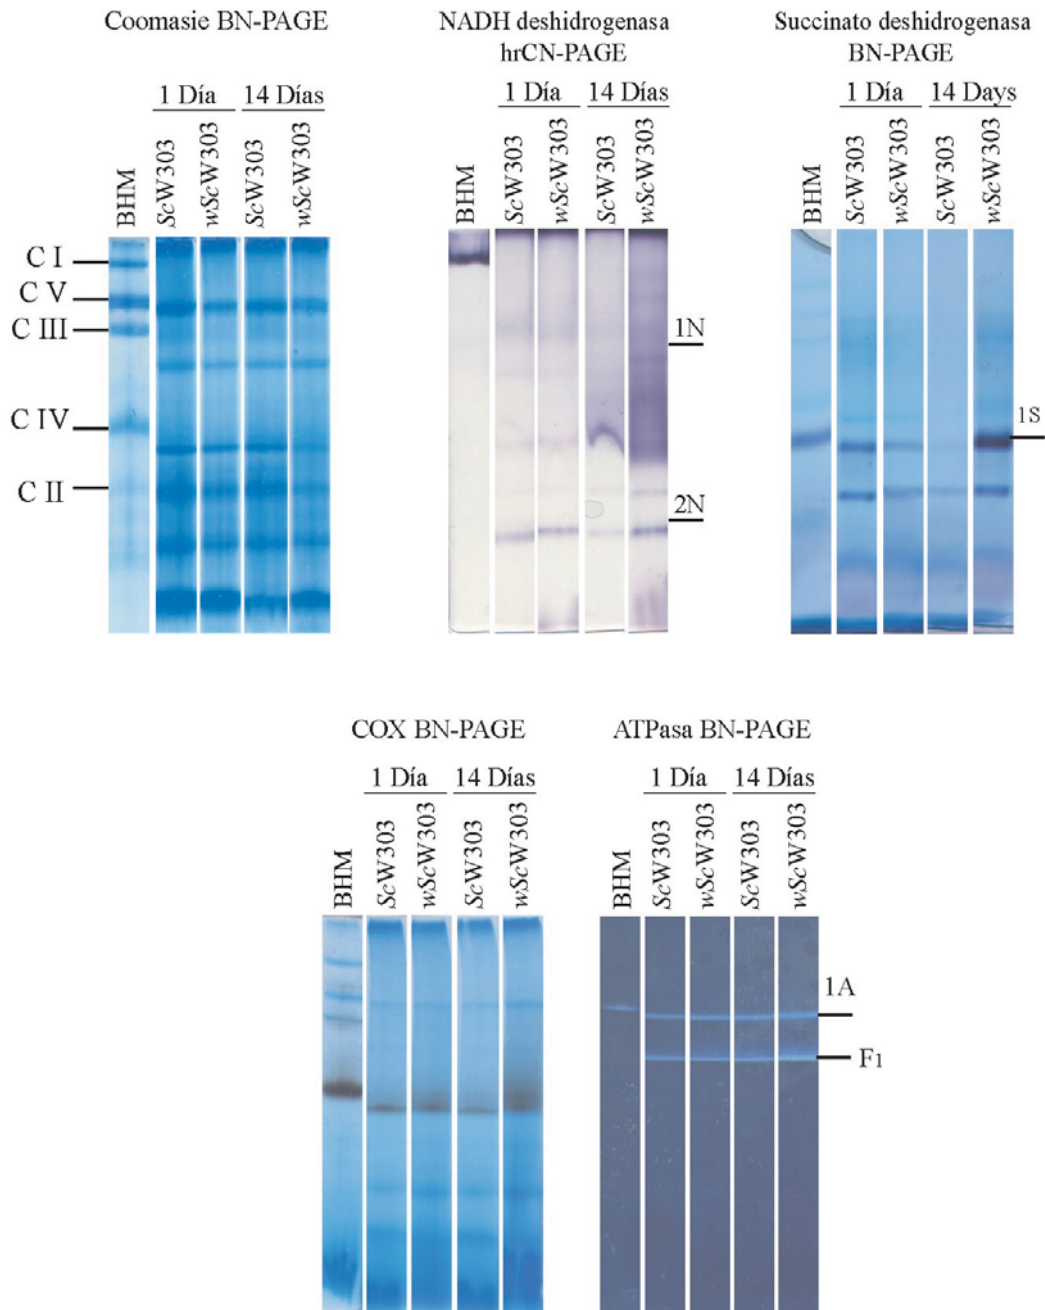 Coomasie BN-PAGE
1 Día 14 Días
BHM ScW303 wScW303 ScW303 wScW303
C I
C V
C III
C IV
C II
NADH deshidrogenasa
hrCN-PAGE
1 Día 14 Días
BHM ScW303 wScW303 ScW303 wScW303
1N
2N
Succinato deshidrogenasa
BN-PAGE
1 Día 14 Days
BHM ScW303 wScW303 ScW303 wScW303
1S
COX BN-PAGE
1 Día 14 Días
BHM ScW303 wScW303 ScW303 wScW303
ATPasa BN-PAGE
1 Día 14 Días
BHM ScW303 wScW303 ScW303 wScW303
1A
F1